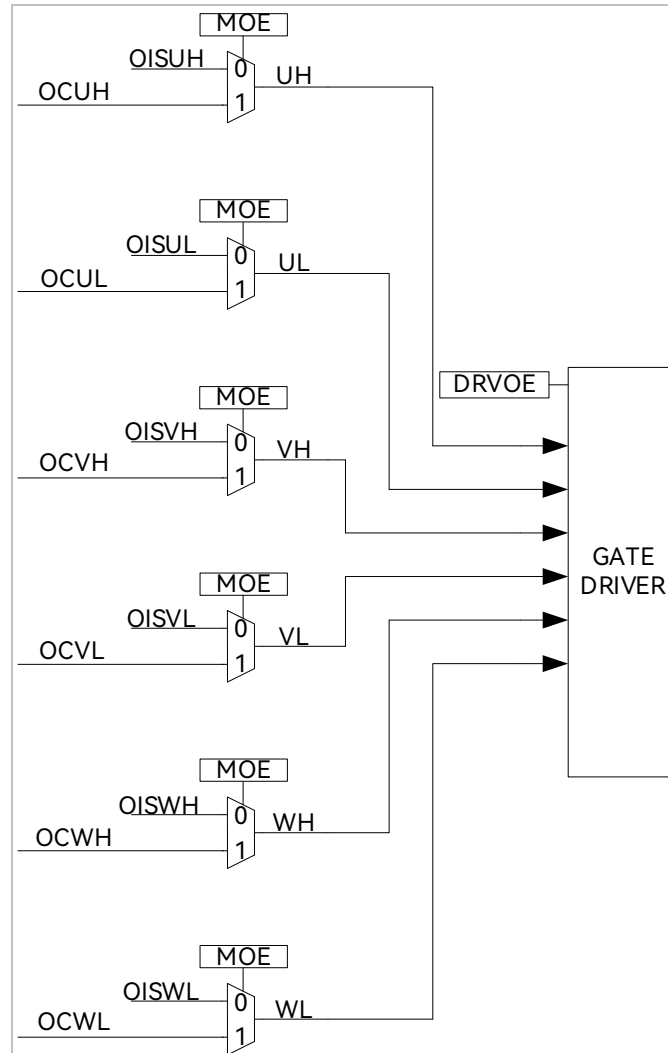 MOE
OISUH
0
UH
OCUH
1
MOE
OISUL
0
UL
OCUL
1
DRVOE
MOE
OISVH
0
VH
OCVH
1
GATE
DRIVER
MOE
OISVL
0
VL
OCVL
1
MOE
OISWH
0
WH
OCWH
1
MOE
OISWL
0
WL
OCWL
1